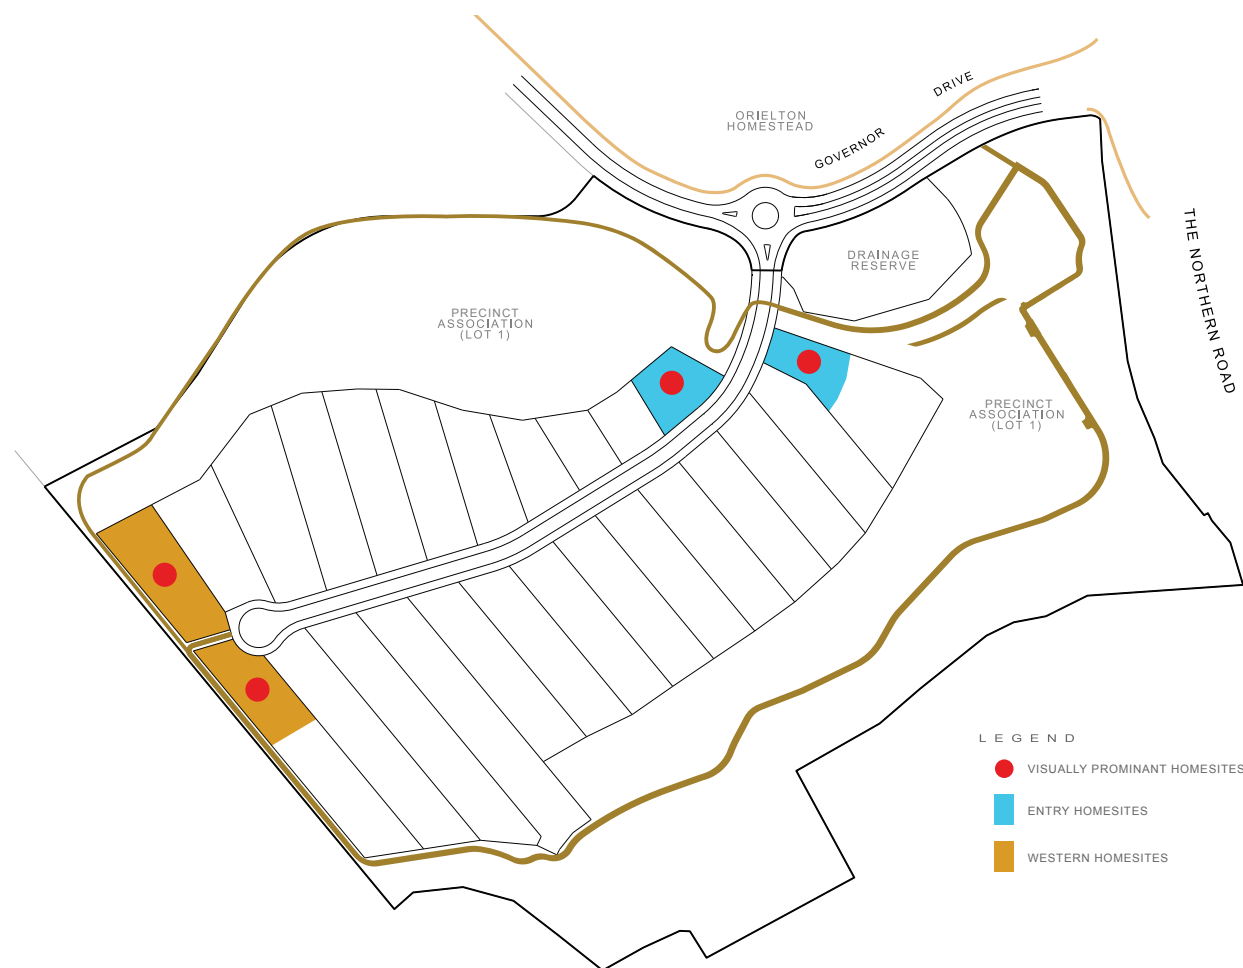 DRIVE
ORIELTON
HOMESTEAD
GOVERNOR
THE NORTHERN ROAD
DRAINAGE
RESERVE
PRECINCT
ASSOCIATION
(LOT 1)
PRECINCT
ASSOCIATION
(LOT 1)
LEGEND
VISUALLY PROMINANT HOMESITES
ENTRY HOMESITES
WESTERN HOMESITES